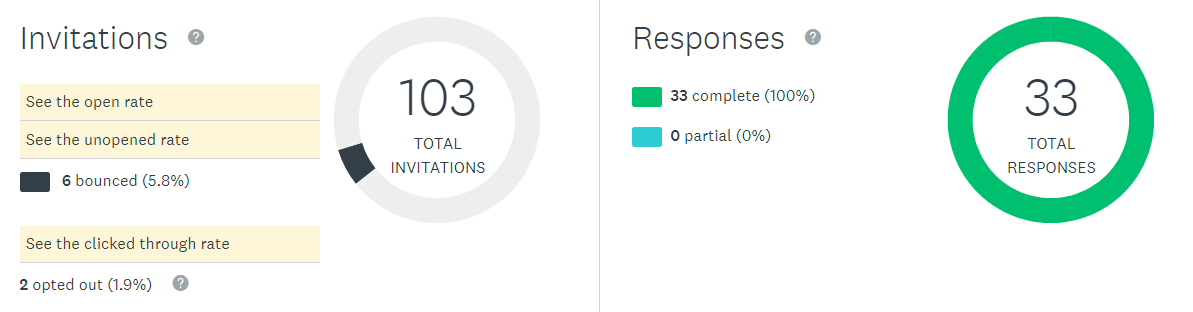 Invitations ?
See the open rate
See the unopened rate
6 bounced (5.8%)
See the clicked through rate
2 opted out (1.9%) ?
103
TOTAL
INVITATIONS
Responses ?
33 complete (100%)
0 partial (0%)
33
TOTAL
RESPONSES